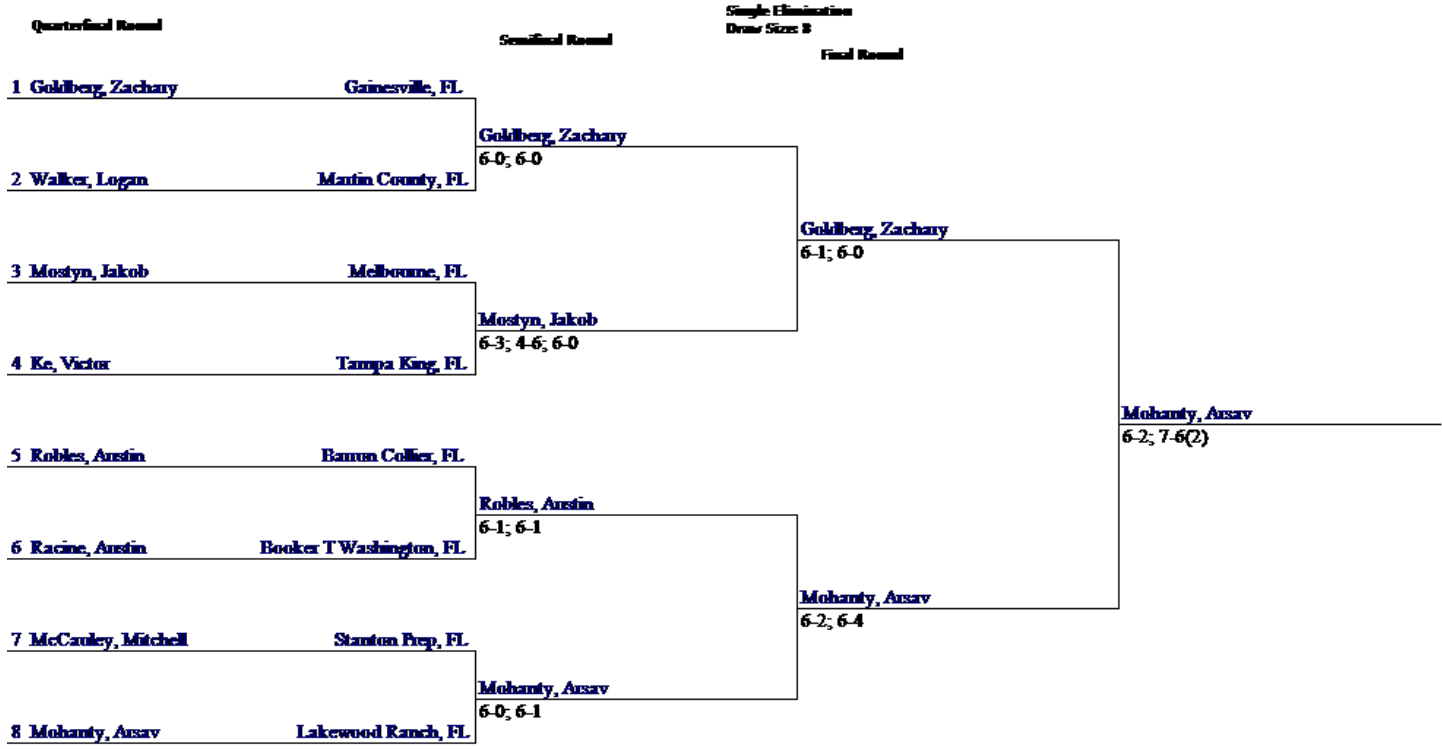 Single Elimination
Draw Size: 8
Quarterfinal Round
Semifinal Round
Final Round
1 Goldberg, Zachary Gainesville, FL
Goldberg, Zachary
6-0; 6-0
2 Walker, Logan Martin County, FL
Goldberg, Zachary
6-1; 6-0
3 Mostyn, Jakob Melbourne, FL
Mostyn, Jakob
6-3; 4-6; 6-0
4 Ke, Victor Tampa King, FL
Mohanty, Arsav
6-2; 7-6(2)
5 Robles, Austin Barron Collier, FL
Robles, Austin
6-1; 6-1
6 Racine, Austin Booker T Washington, FL
Mohanty, Arsav
6-2; 6-4
7 McCauley, Mitchell Stanton Prep, FL
Mohanty, Arsav
6-0; 6-1
8 Mohanty, Arsav Lakewood Ranch, FL